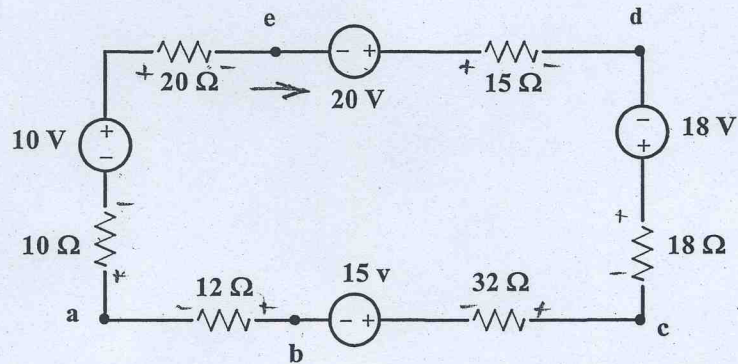 e
d
+ 20 Ω −
→
− +
20 V
+ 15 Ω −
10 V
+
−
−
+
18 V
−
10 Ω
+
+
18 Ω
−
12 Ω
− +
15 v
− +
32 Ω
− +
a
b
c